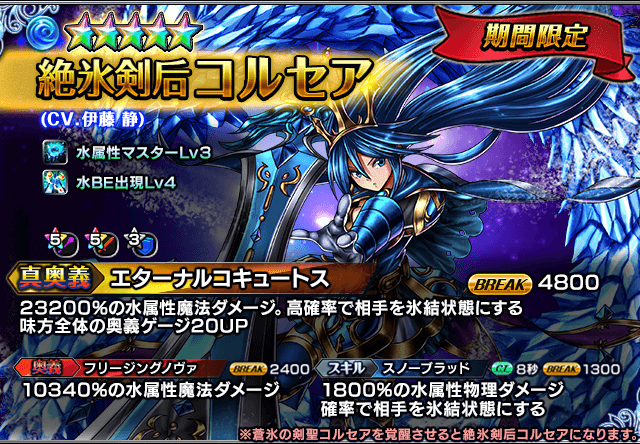 期間限定
絶氷剣后コルセア
(CV.伊藤 静)
水属性マスターLv3
水BE出現Lv4
5 5 3
真奥義 エターナルコキュートス BREAK 4800
23200%の水属性魔法ダメージ。高確率で相手を氷結状態にする
味方全体の奥義ゲージ20UP
奥義 フリージングノヴァ BREAK 2400
10340%の水属性魔法ダメージ
スキル スノーブラッド C.T. 8秒 BREAK 1300
1800%の水属性物理ダメージ
確率で相手を氷結状態にする
※蒼氷の剣聖コルセアを覚醒させると絶氷剣后コルセアになります。